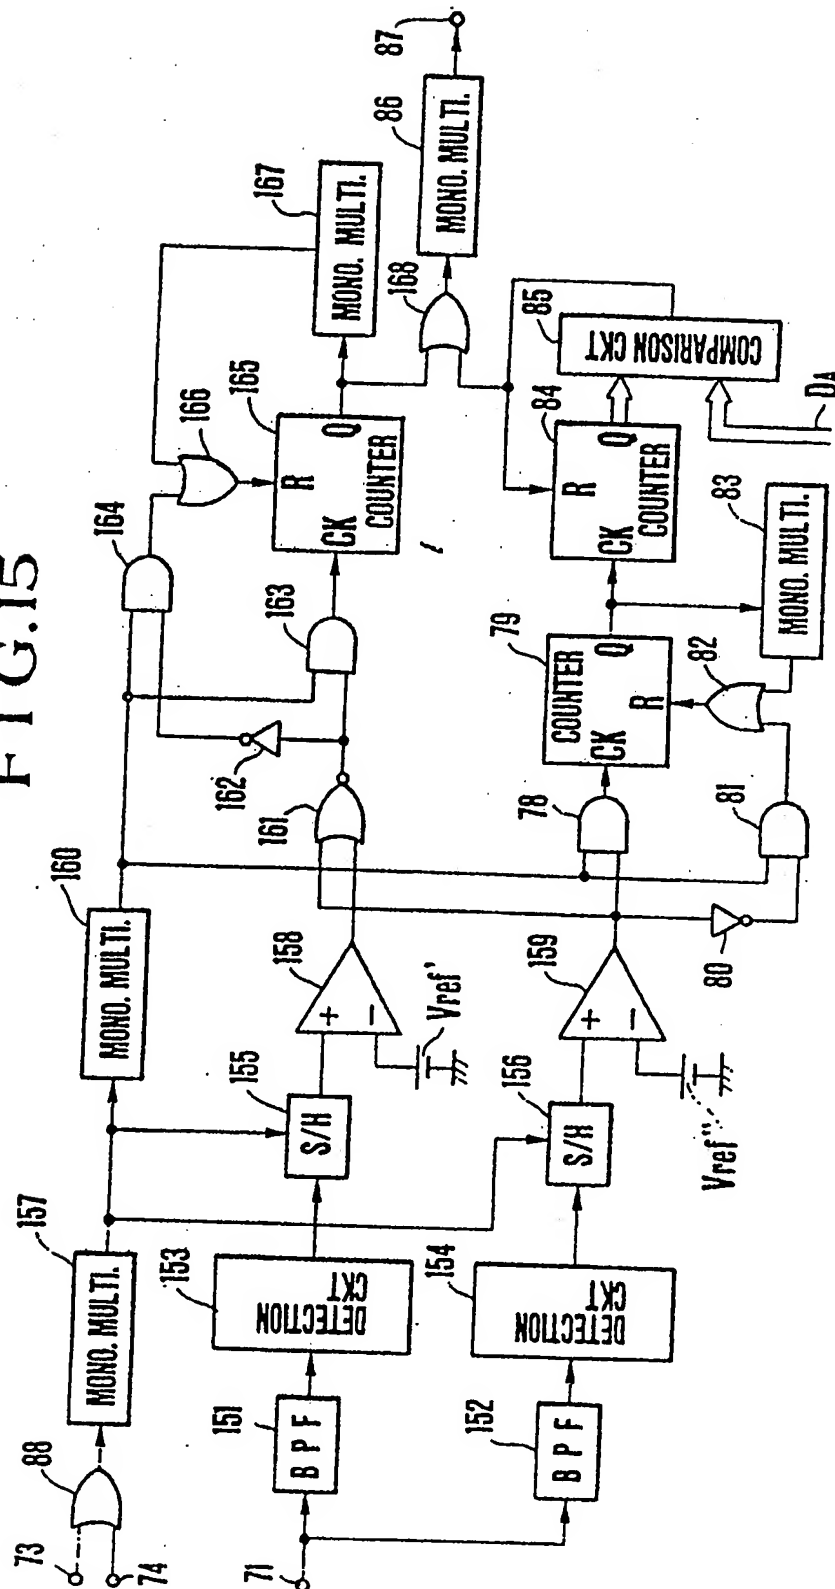 FIG.15
73
74
88
157
MONO. MULTI.
160
MONO. MULTI.
164
166
167
MONO. MULTI.
87
86
MONO. MULTI.
168
165
R
Q
CK
COUNTER
163
162
161
158
+
−
Vref'
155
S/H
153
DETECTION
CKT
151
BPF
71
152
BPF
154
DETECTION
CKT
156
S/H
159
+
−
Vref"
80
81
78
79
COUNTER
CK
Q
R
82
83
MONO. MULTI.
84
R
Q
CK
COUNTER
85
COMPARISON CKT
DA